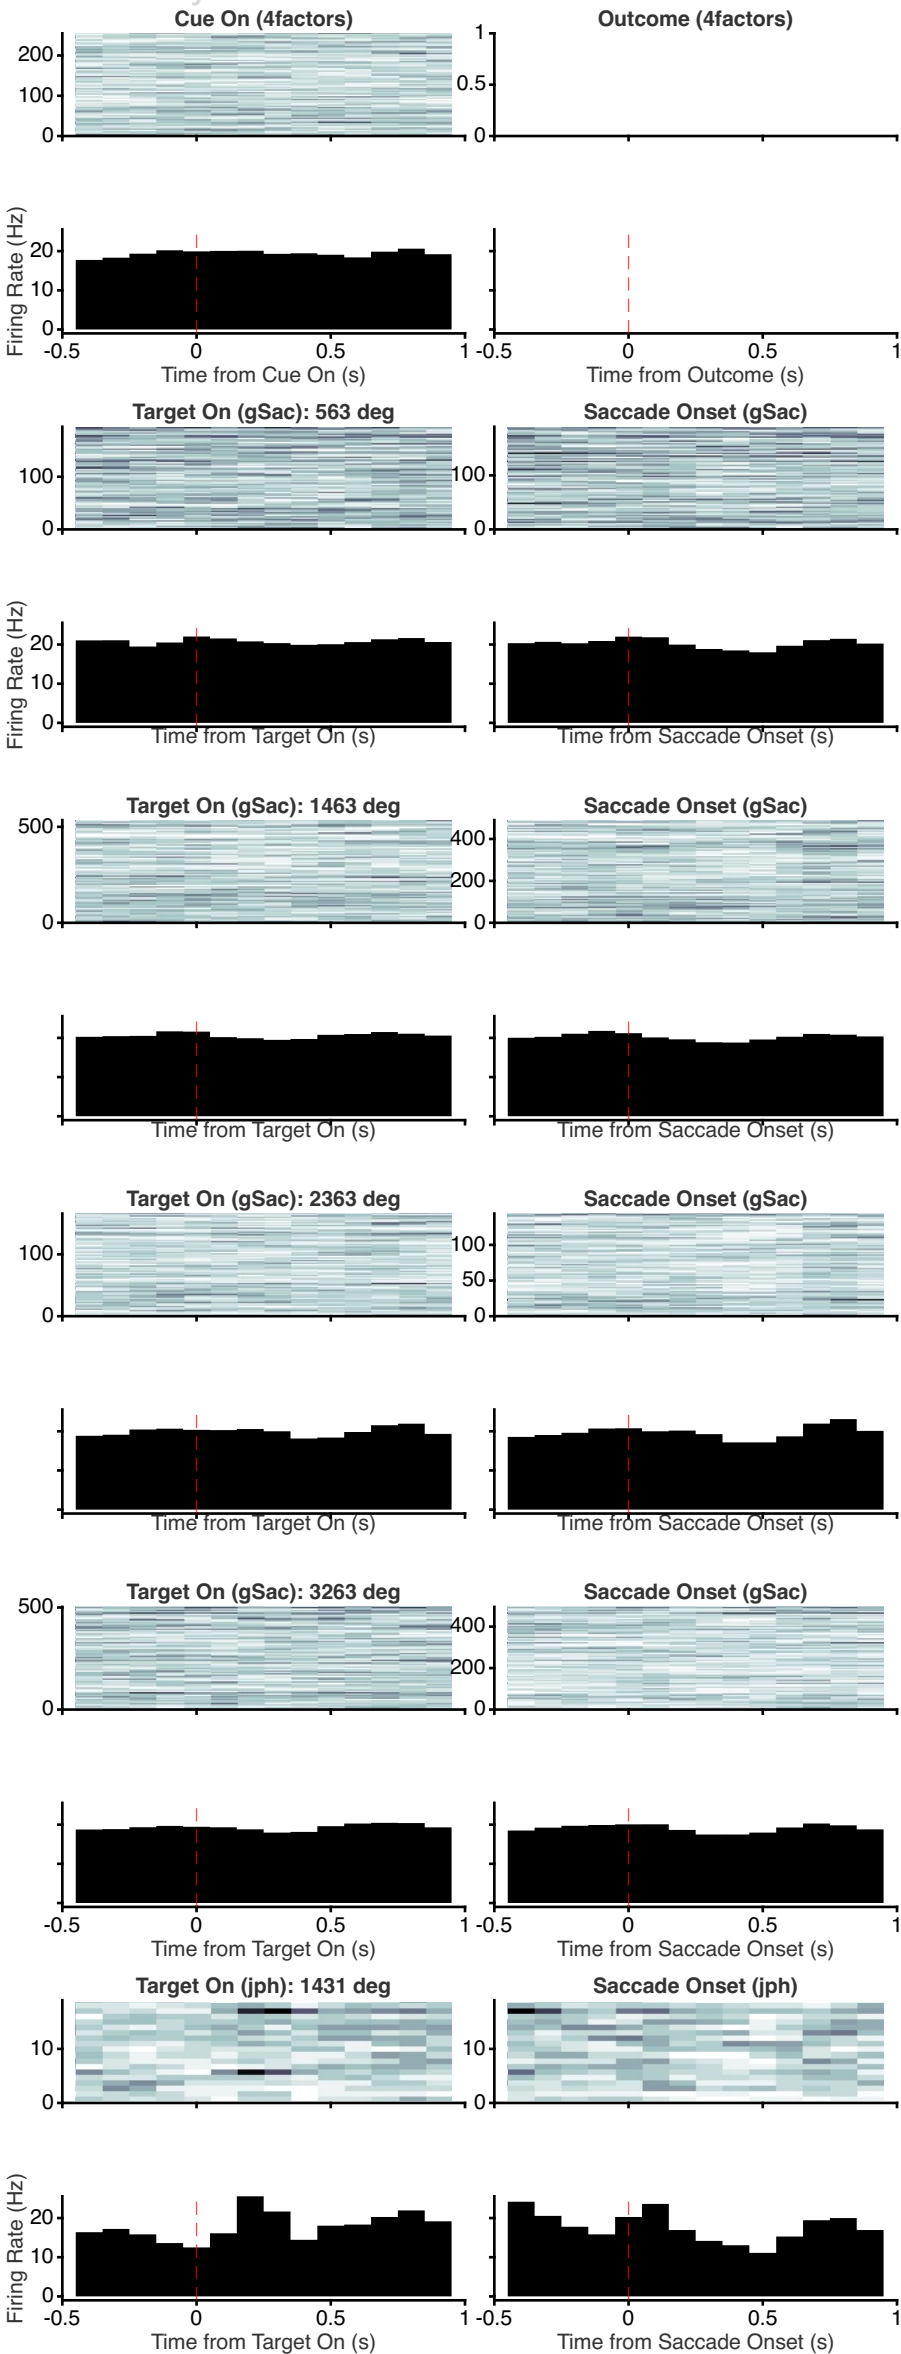 Cue On (4factors)
Outcome (4factors)
200
100
0
1
0.5
0
Firing Rate (Hz)
20
10
0
-0.5 0 0.5 1
-0.5 0 0.5 1
Time from Cue On (s)
Time from Outcome (s)
Target On (gSac): 563 deg
Saccade Onset (gSac)
100
0
100
0
Firing Rate (Hz)
20
10
0
Time from Target On (s)
Time from Saccade Onset (s)
Target On (gSac): 1463 deg
Saccade Onset (gSac)
500
0
400
200
0
Time from Target On (s)
Time from Saccade Onset (s)
Target On (gSac): 2363 deg
Saccade Onset (gSac)
100
0
100
50
0
Time from Target On (s)
Time from Saccade Onset (s)
Target On (gSac): 3263 deg
Saccade Onset (gSac)
500
0
400
200
0
-0.5 0 0.5 1
-0.5 0 0.5 1
Time from Target On (s)
Time from Saccade Onset (s)
Target On (jph): 1431 deg
Saccade Onset (jph)
10
0
10
0
Firing Rate (Hz)
20
10
0
-0.5 0 0.5 1
-0.5 0 0.5 1
Time from Target On (s)
Time from Saccade Onset (s)